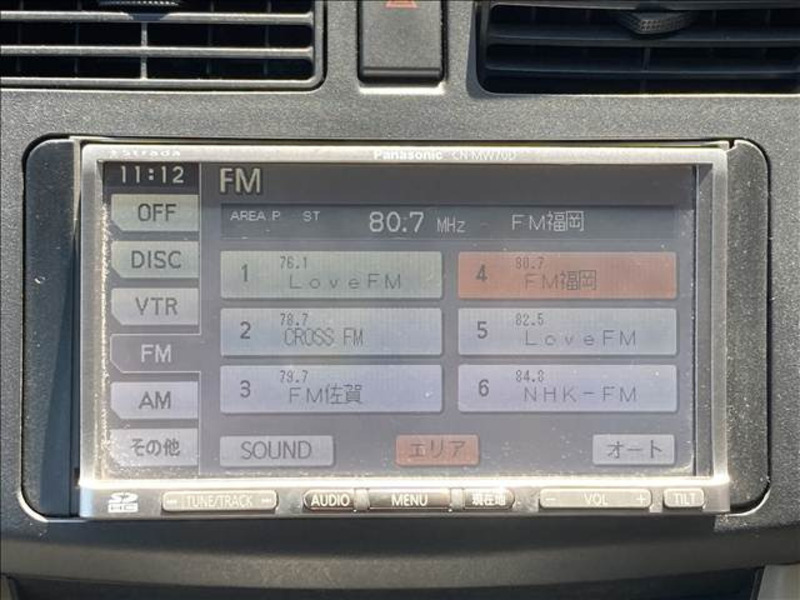 Strada Panasonic CN-MW70D
11:12 FM
OFF
AREA.P ST 80.7 MHz FM福岡
DISC
1 76.1 LoveFM
4 80.7 FM福岡
VTR
2 78.7 CROSS FM
5 82.5 LoveFM
FM
3 79.7 FM佐賀
6 84.8 NHK-FM
AM
その他
SOUND エリア オート
SD HC TUNE/TRACK AUDIO MENU 現在地 - VOL + TILT